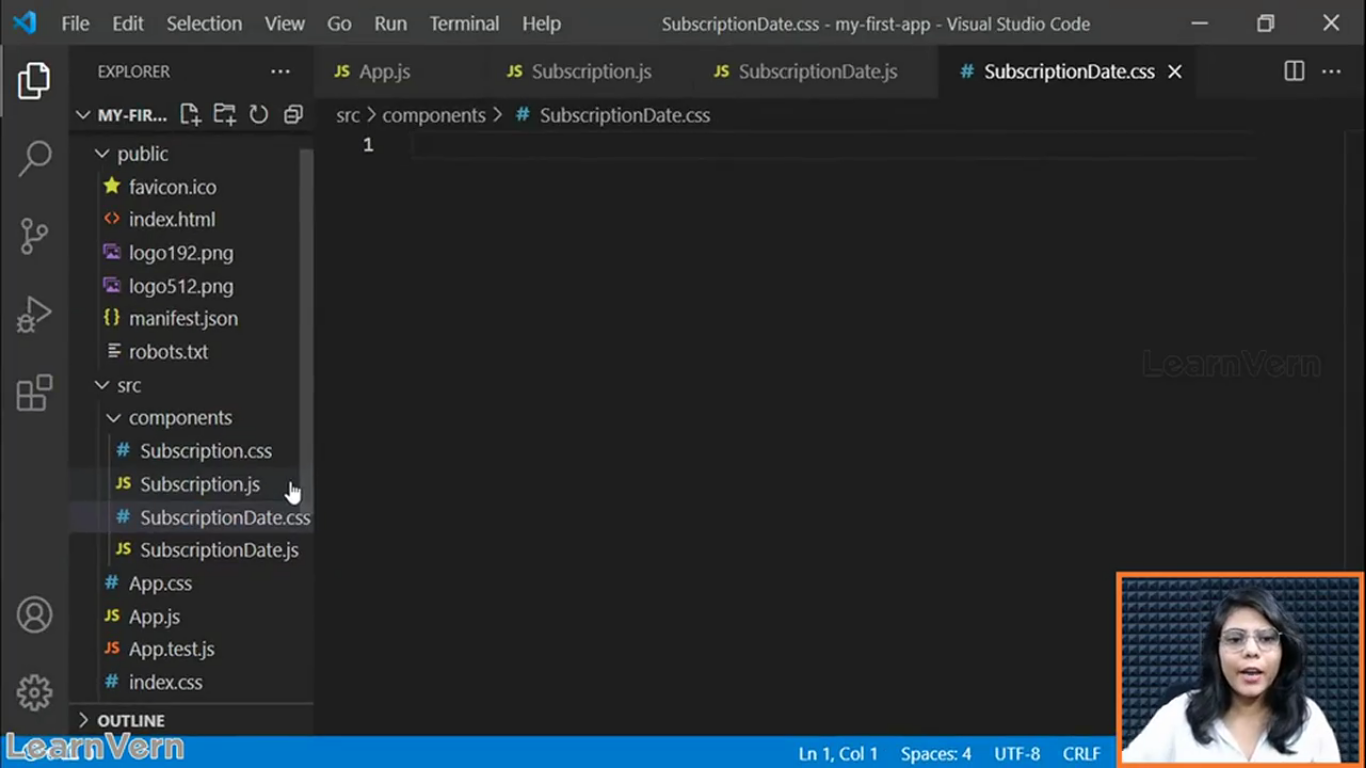 File Edit Selection View Go Run Terminal Help SubscriptionDate.css - my-first-app - Visual Studio Code
EXPLORER
JS App.js JS Subscription.js JS SubscriptionDate.js # SubscriptionDate.css
MY-FIR...
src > components > # SubscriptionDate.css
1
public
favicon.ico
index.html
logo192.png
logo512.png
manifest.json
robots.txt
src
components
# Subscription.css
JS Subscription.js
# SubscriptionDate.css
JS SubscriptionDate.js
# App.css
JS App.js
JS App.test.js
# index.css
OUTLINE
LearnVern
LearnVern
Ln 1, Col 1 Spaces: 4 UTF-8 CRLF